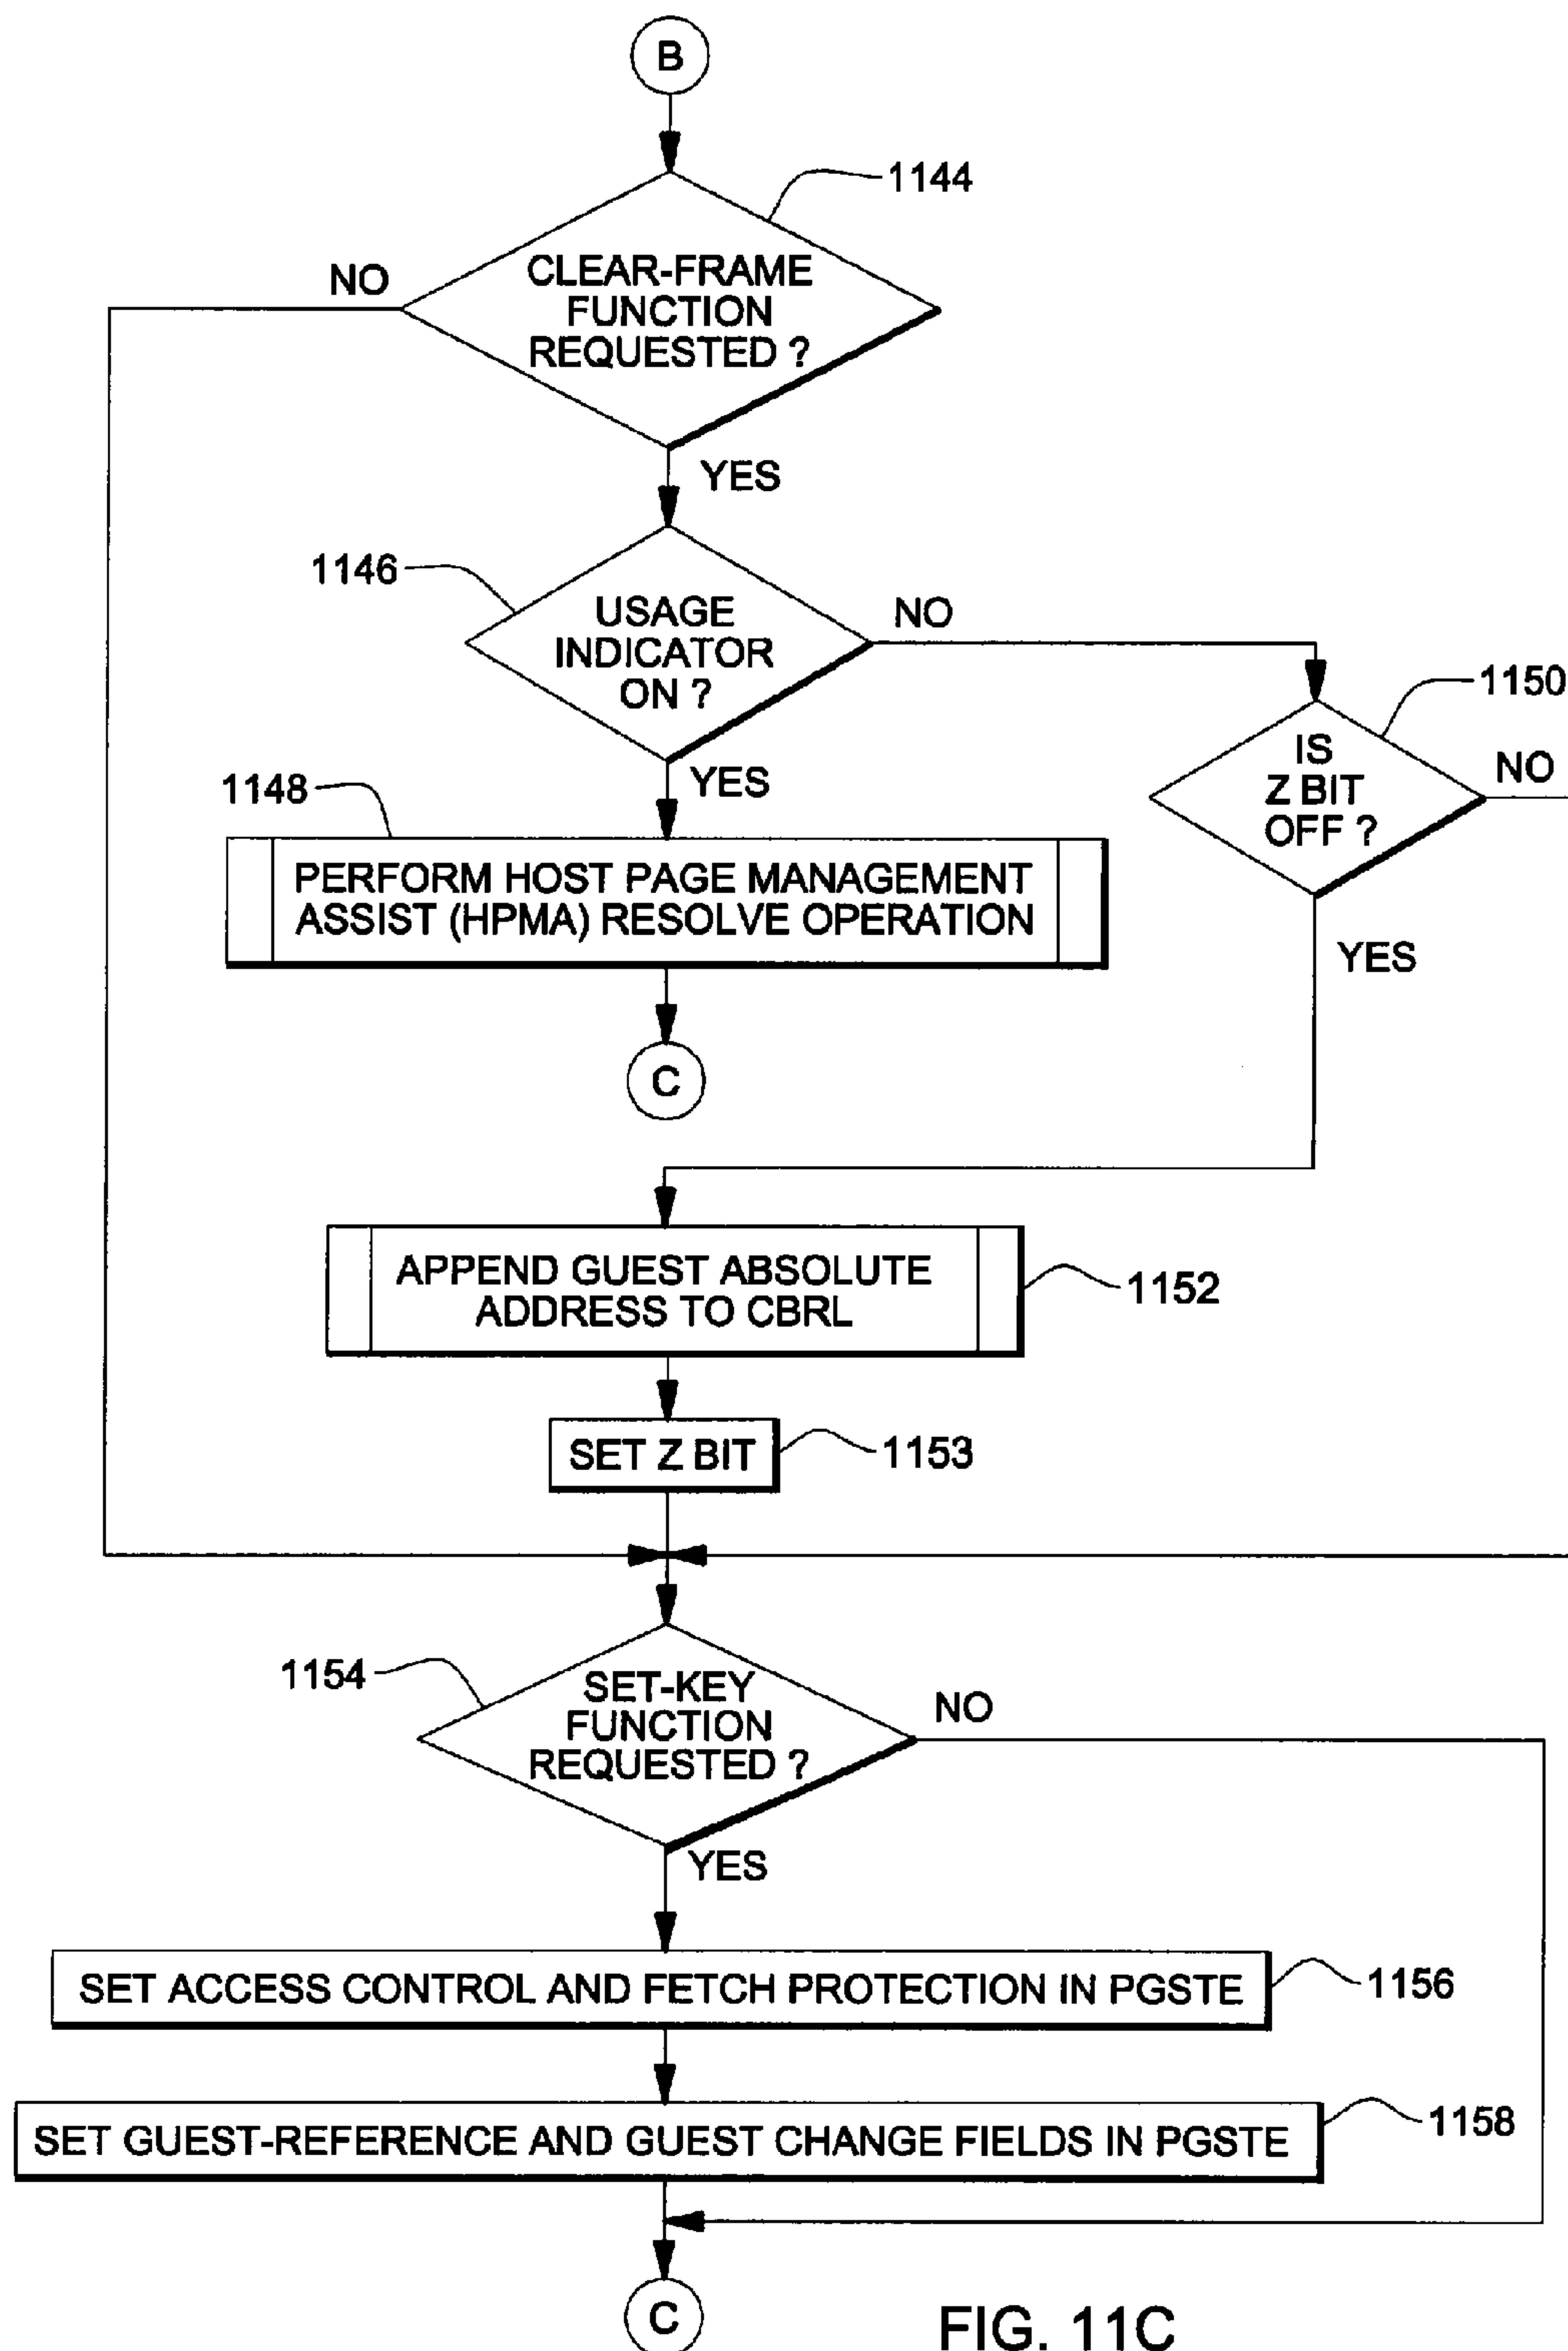 B
1144
CLEAR-FRAME
FUNCTION
REQUESTED ?
NO
YES
1146
USAGE
INDICATOR
ON ?
NO
1150
IS
Z BIT
OFF ?
NO
YES
1148
YES
PERFORM HOST PAGE MANAGEMENT
ASSIST (HPMA) RESOLVE OPERATION
C
APPEND GUEST ABSOLUTE
ADDRESS TO CBRL
1152
SET Z BIT
1153
1154
SET-KEY
FUNCTION
REQUESTED ?
NO
YES
SET ACCESS CONTROL AND FETCH PROTECTION IN PGSTE
1156
SET GUEST-REFERENCE AND GUEST CHANGE FIELDS IN PGSTE
1158
C
FIG. 11C